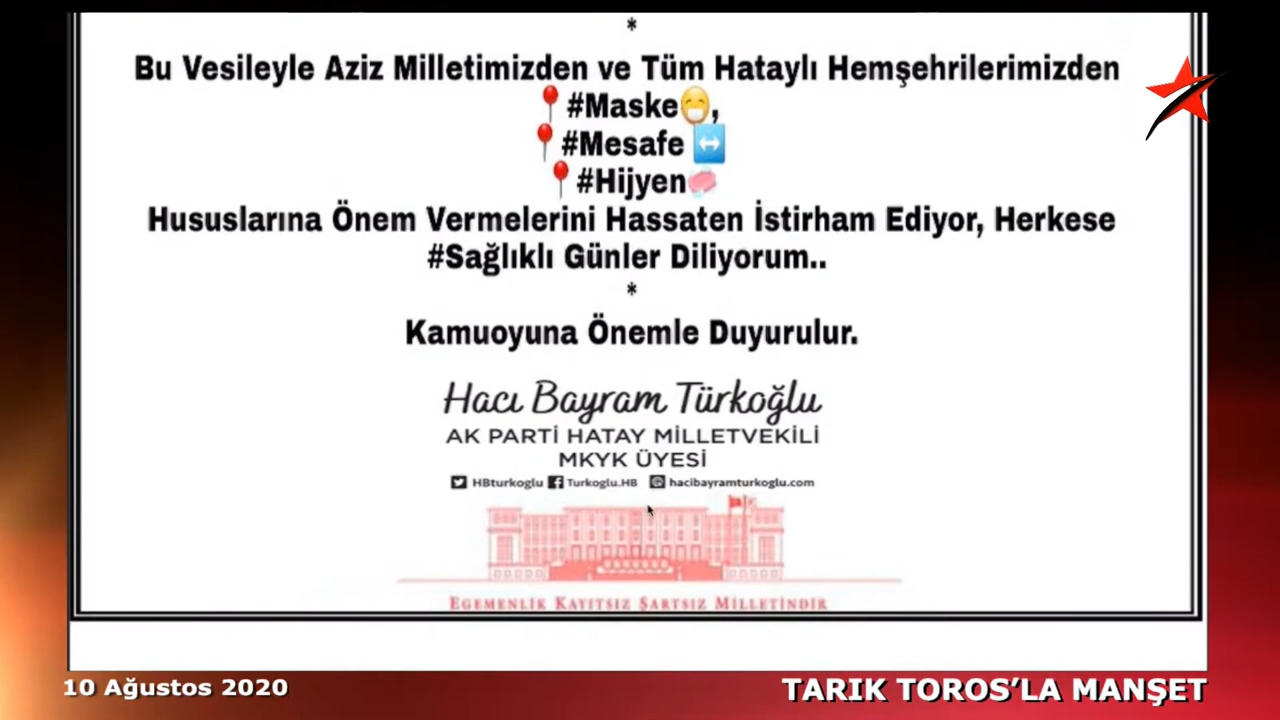 *
Bu Vesileyle Aziz Milletimizden ve Tüm Hataylı Hemşehrilerimizden
📍#Maske😷,
📍#Mesafe ↔️
📍#Hijyen🧼
Hususlarına Önem Vermelerini Hassaten İstirham Ediyor, Herkese
#Sağlıklı Günler Diliyorum..
*
Kamuoyuna Önemle Duyurulur.
Hacı Bayram Türkoğlu
AK PARTİ HATAY MİLLETVEKİLİ
MKYK ÜYESİ
HBturkoglu Turkoglu.HB hacibayramturkoglu.com
EGEMENLİK KAYITSIZ ŞARTSIZ MİLLETİNDİR
10 Ağustos 2020
TARIK TOROS’LA MANŞET